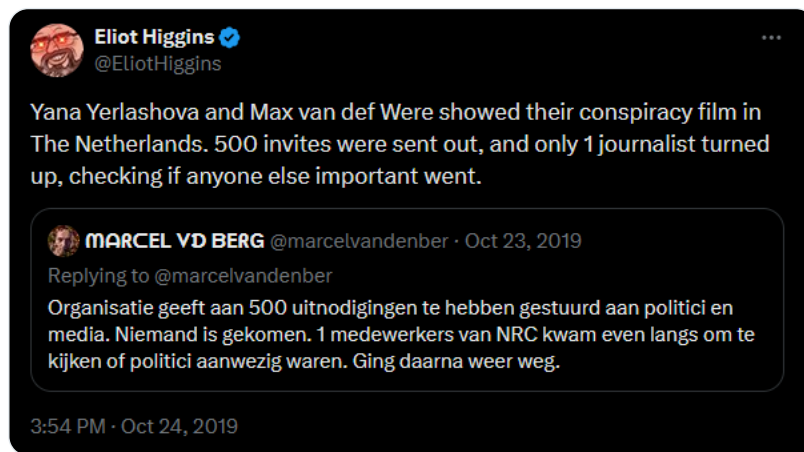 Eliot Higgins
@EliotHiggins
Yana Yerlashova and Max van def Were showed their conspiracy film in
The Netherlands. 500 invites were sent out, and only 1 journalist turned
up, checking if anyone else important went.
MARCEL VD BERG @marcelvandenber · Oct 23, 2019
Replying to @marcelvandenber
Organisatie geeft aan 500 uitnodigingen te hebben gestuurd aan politici en
media. Niemand is gekomen. 1 medewerkers van NRC kwam even langs om te
kijken of politici aanwezig waren. Ging daarna weer weg.
3:54 PM · Oct 24, 2019